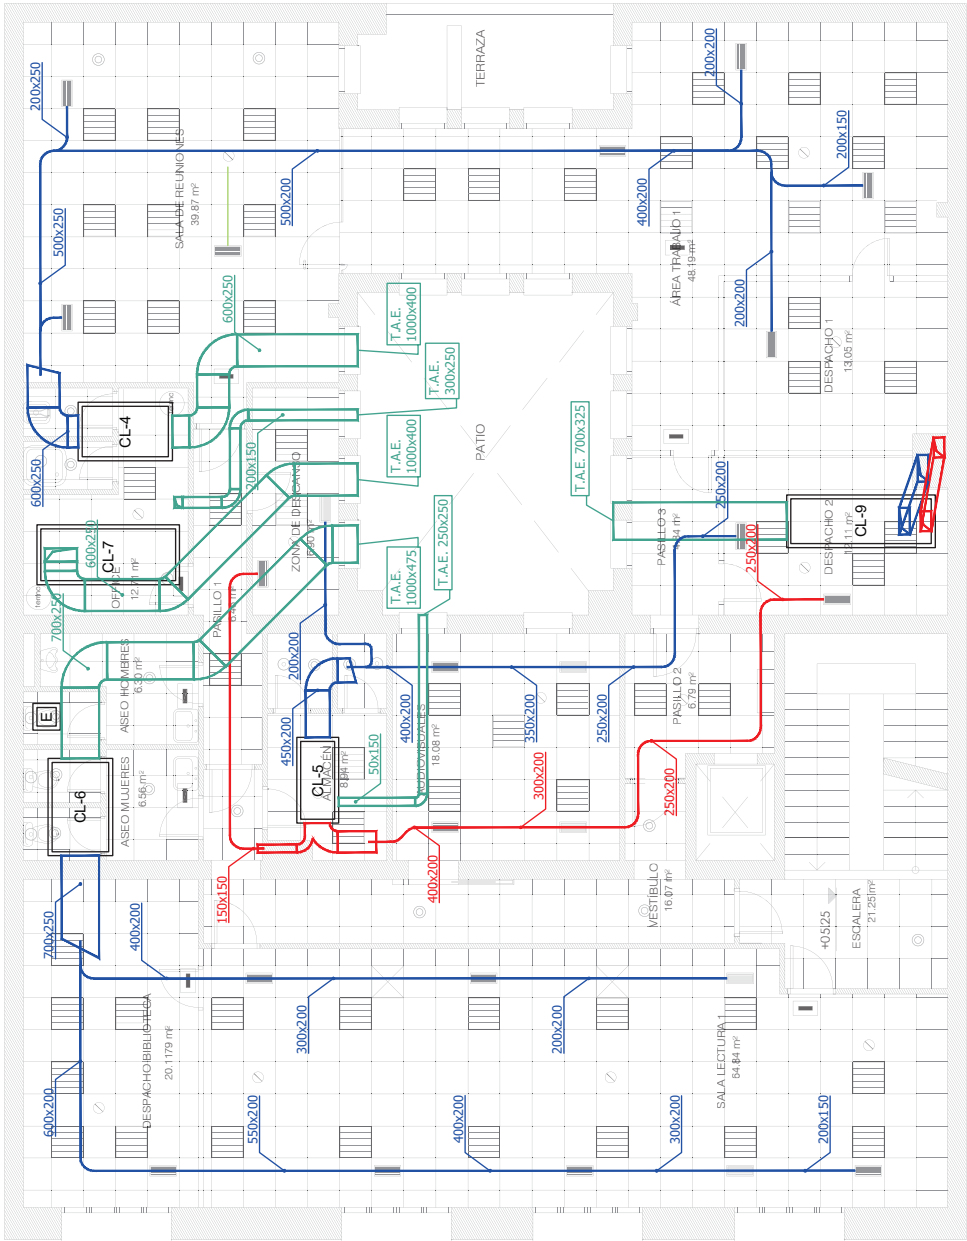 TERRAZA
200x250
200x200
200x150
SALA DE REUNIONES
39.87 m²
500x200
400x200
500x250
ÁREA TRABAJO 1
48.19 m²
600x250
T.A.E.
1000x400
200x200
T.A.E.
300x250
DESPACHO 1
13.05 m²
CL-4
600x250
200x150
T.A.E.
1000x400
PATIO
T.A.E. 700x325
250x200
ZONA DE DESCANSO
CL-7
600x250
OFFICE
T.A.E.
1000x475
T.A.E. 250x250
PASILLO 3
250x200
CL-9
DESPACHO 2
PASILLO 1
700x250
ASEO HOMBRES
6.30 m²
E
200x200
450x200
400x200
350x200
250x200
PASILLO 2
6.79 m²
CL-6
ASEO MUJERES
6.56 m²
CL-5
ALMACÉN
8.94 m²
50x150
AUDIOVISUALES
18.08 m²
300x200
250x200
150x150
400x200
VESTÍBULO
16.07 m²
+05.25
ESCALERA
21.25 m²
700x250
400x200
300x200
200x200
DESPACHO BIBLIOTECA
20.1179 m²
SALA LECTURA 1
64.84 m²
600x200
550x200
400x200
300x200
200x150